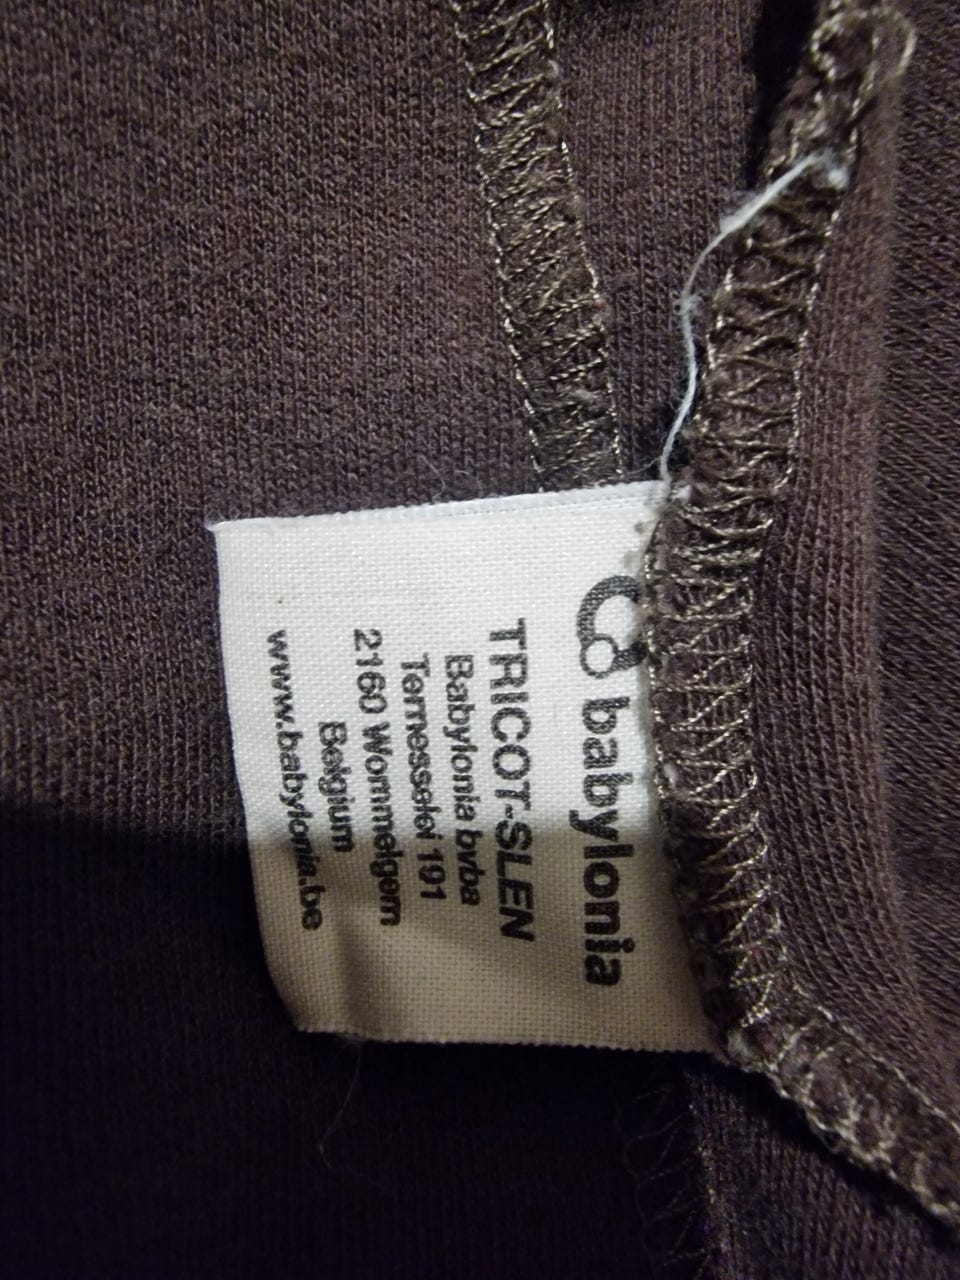 babylonia
TRICOT-SLEN
Babylonia bvba
Ternesselei 191
2160 Wommelgem
Belgium
www.babylonia.be